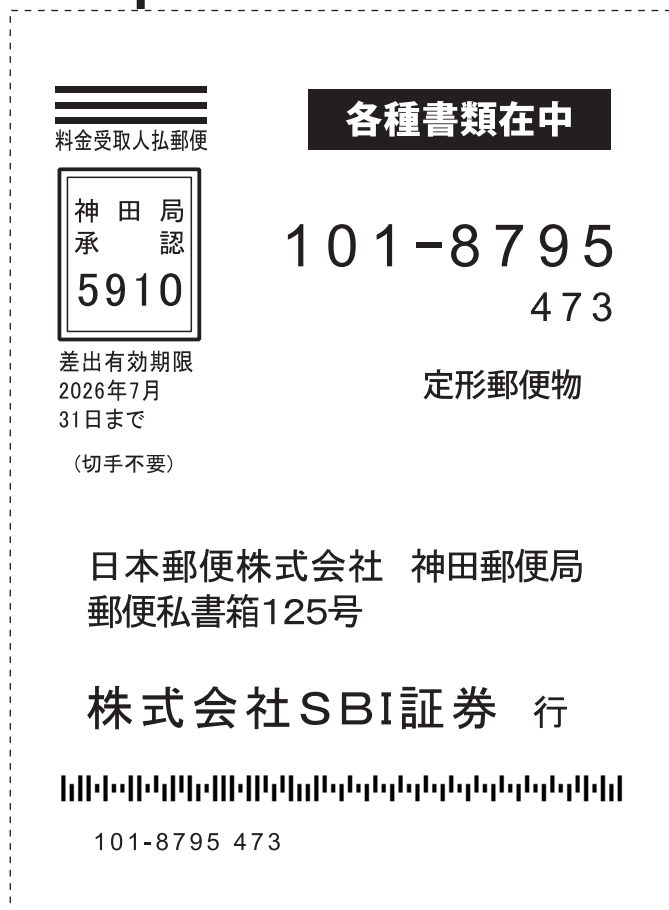 料金受取人払郵便
各種書類在中
神田局
承認
5910
101-8795
473
差出有効期限
2026年7月
31日まで
(切手不要)
定形郵便物
日本郵便株式会社 神田郵便局
郵便私書箱125号
株式会社SBI証券 行
101-8795 473